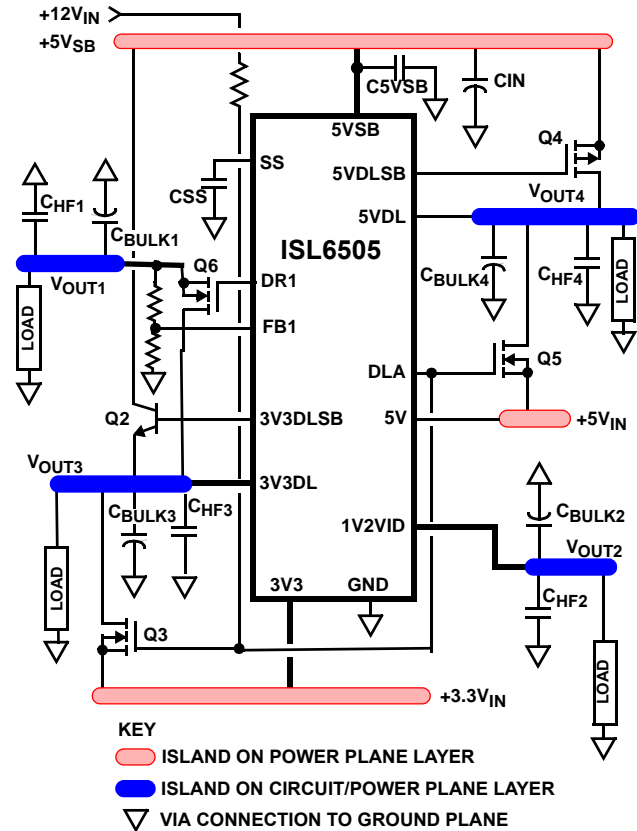 +12VIN
+5VSB
C5VSB
CIN
5VSB
Q4
SS
5VDLSB
CSS
CHF1
VOUT4
5VDL
CBULK1
ISL6505
Q6
VOUT1
DR1
CBULK4
CHF4
LOAD
LOAD
FB1
Q5
DLA
Q2
3V3DLSB
5V
+5VIN
VOUT3
3V3DL
CBULK3
CHF3
CBULK2
1V2VID
VOUT2
LOAD
3V3
GND
CHF2
Q3
LOAD
+3.3VIN
KEY
ISLAND ON POWER PLANE LAYER
ISLAND ON CIRCUIT/POWER PLANE LAYER
VIA CONNECTION TO GROUND PLANE